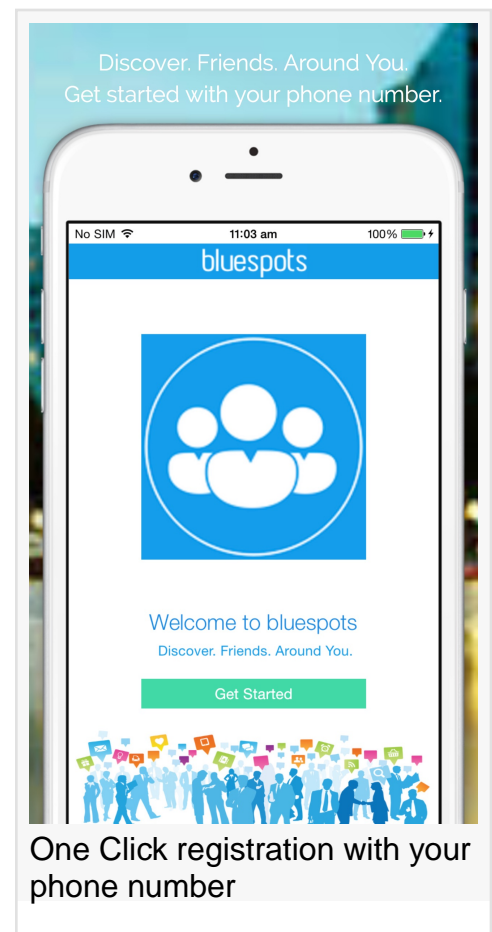 Discover. Friends. Around You.
Get started with your phone number.
No SIM 11:03 am 100%
bluespots
Welcome to bluespots
Discover. Friends. Around You.
Get Started
One Click registration with your
phone number